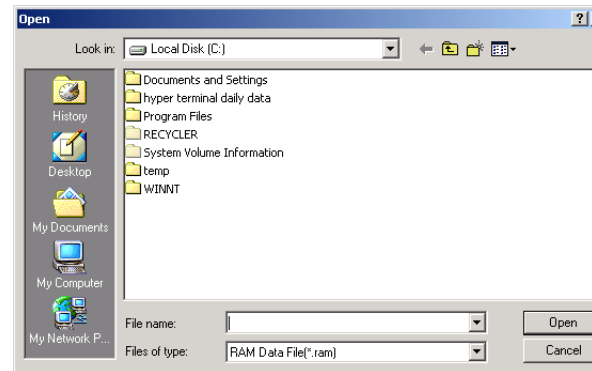 Open
Look in: Local Disk (C:)
History
Desktop
My Documents
My Computer
My Network P...
Documents and Settings
hyper terminal daily data
Program Files
RECYCLER
System Volume Information
temp
WINNT
File name: Open
Files of type: RAM Data File(*.ram) Cancel